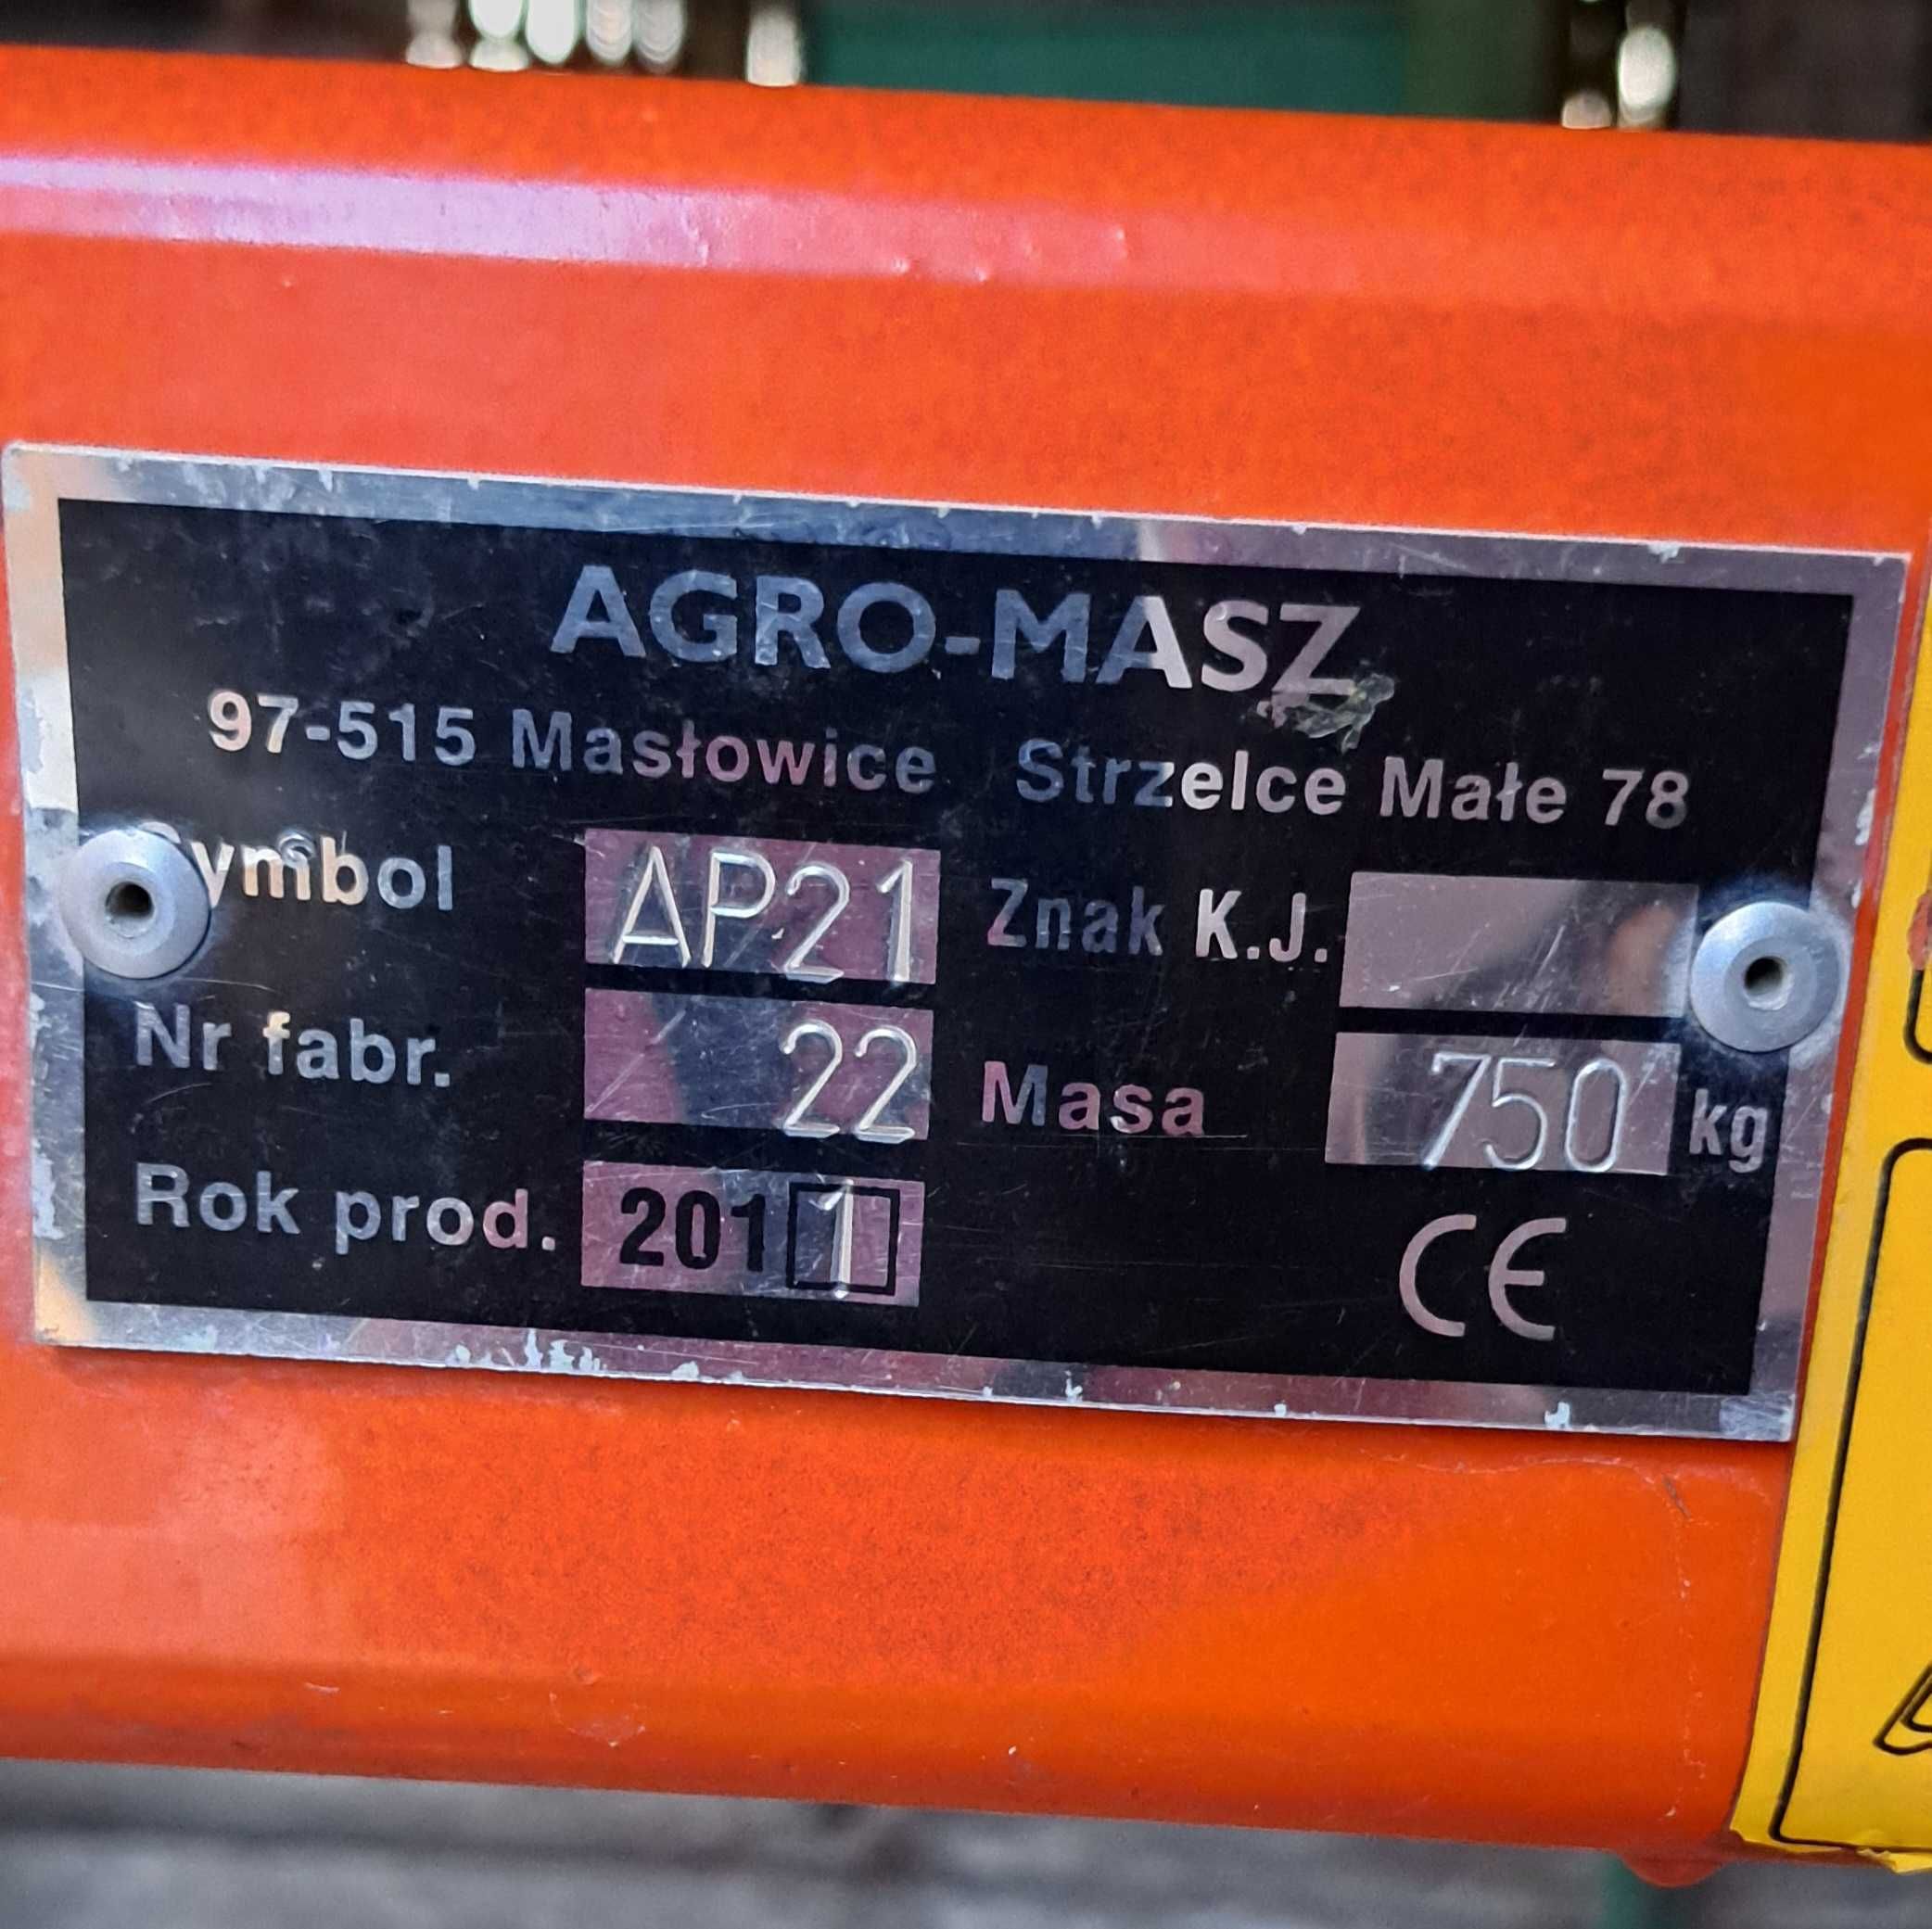 AGRO-MASZ
97-515 Masłowice Strzelce Małe 78
Symbol AP21 Znak K.J.
Nr fabr. 22 Masa 750 kg
Rok prod. 2011 CE